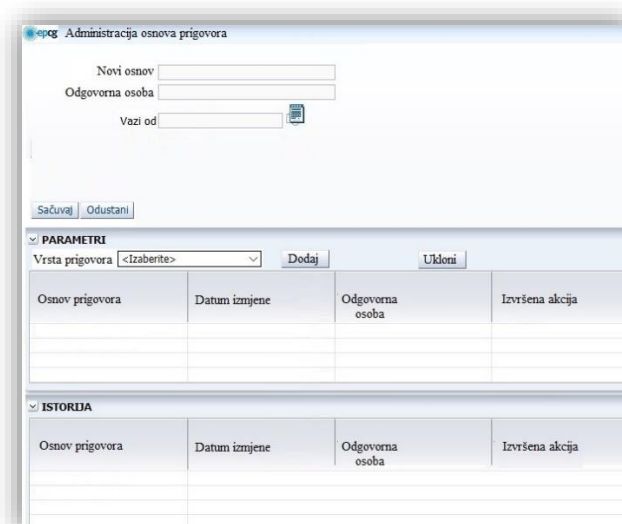 epcg Administracija osnova prigovora
Novi osnov
Odgovorna osoba
Vazi od
Sačuvaj Odustani
PARAMETRI
Vrsta prigovora <Izaberite> Dodaj Ukloni
Osnov prigovora Datum izmjene Odgovorna osoba Izvršena akcija
ISTORIJA
Osnov prigovora Datum izmjene Odgovorna osoba Izvršena akcija